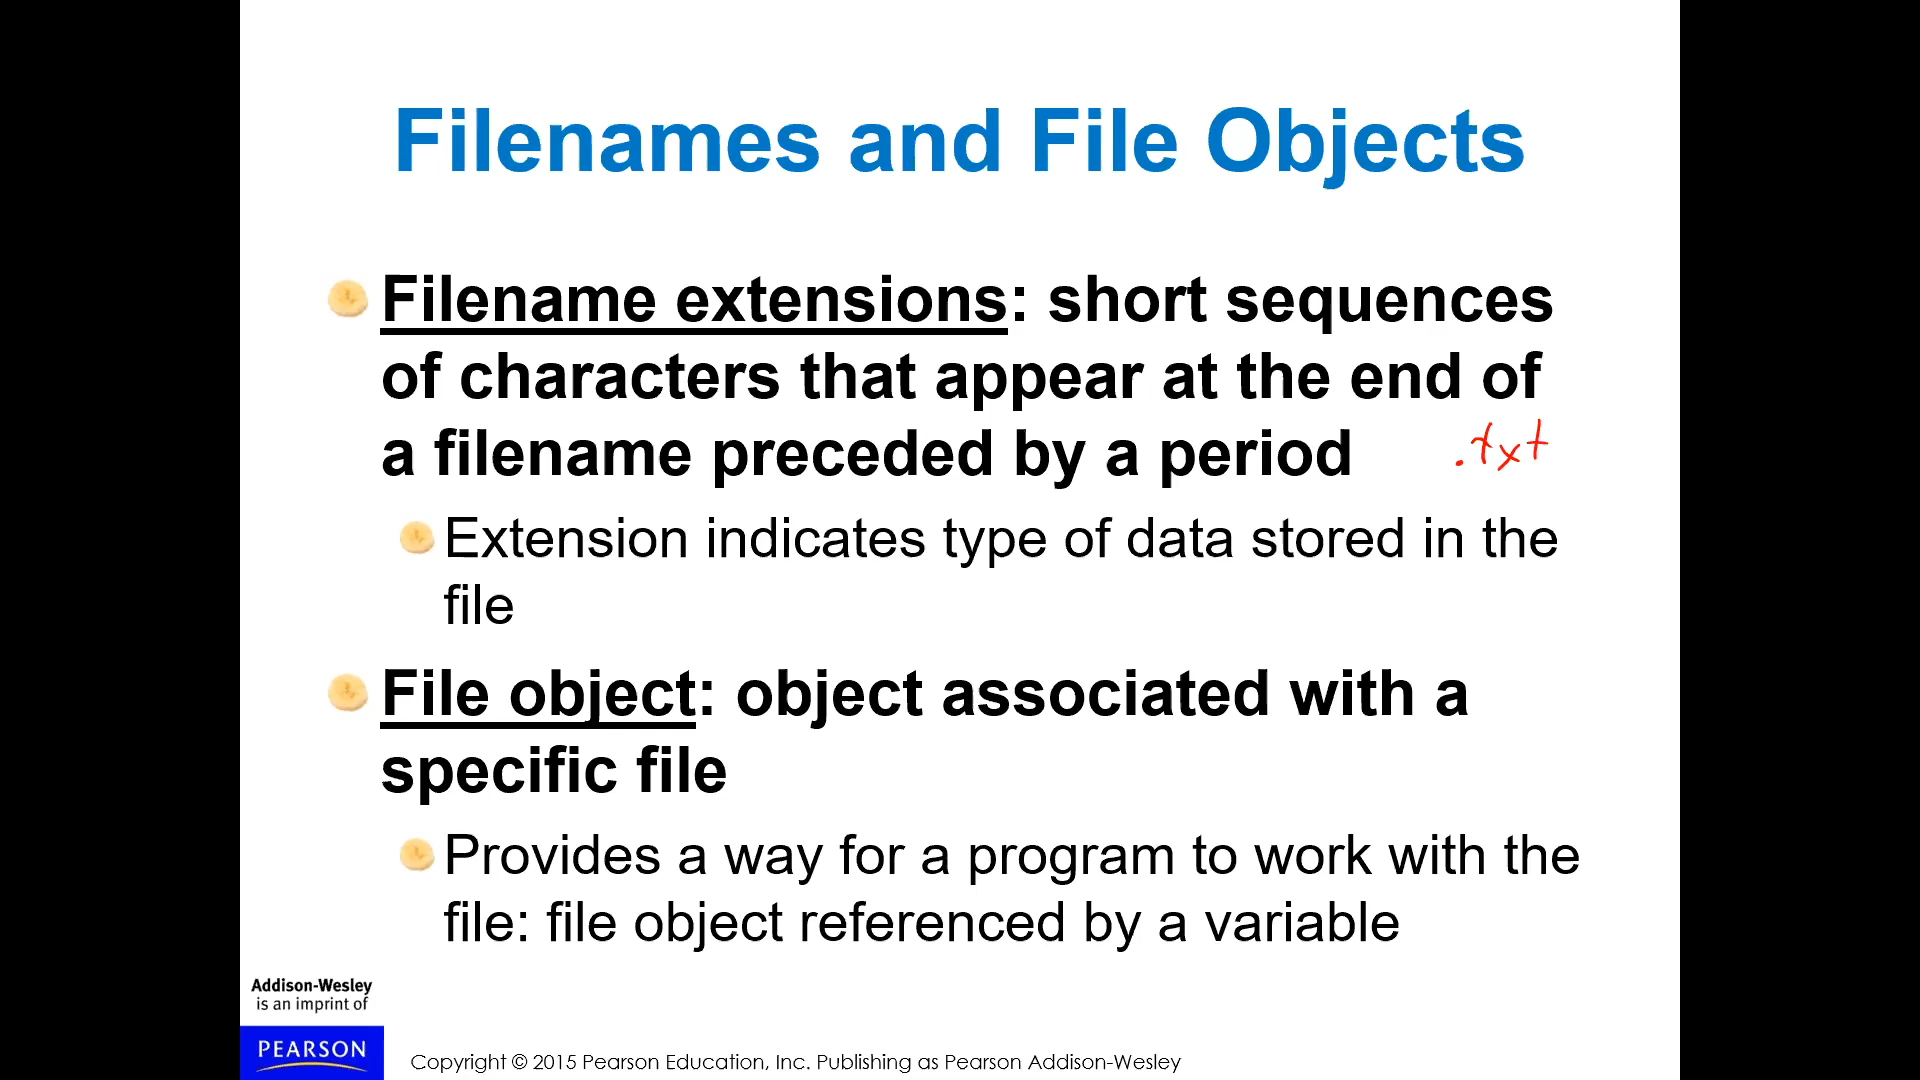 Filenames and File Objects
Filename extensions: short sequences
of characters that appear at the end of
a filename preceded by a period
.txt
Extension indicates type of data stored in the
file
File object: object associated with a
specific file
Provides a way for a program to work with the
file: file object referenced by a variable
Addison-Wesley
is an imprint of
PEARSON
Copyright © 2015 Pearson Education, Inc. Publishing as Pearson Addison-Wesley